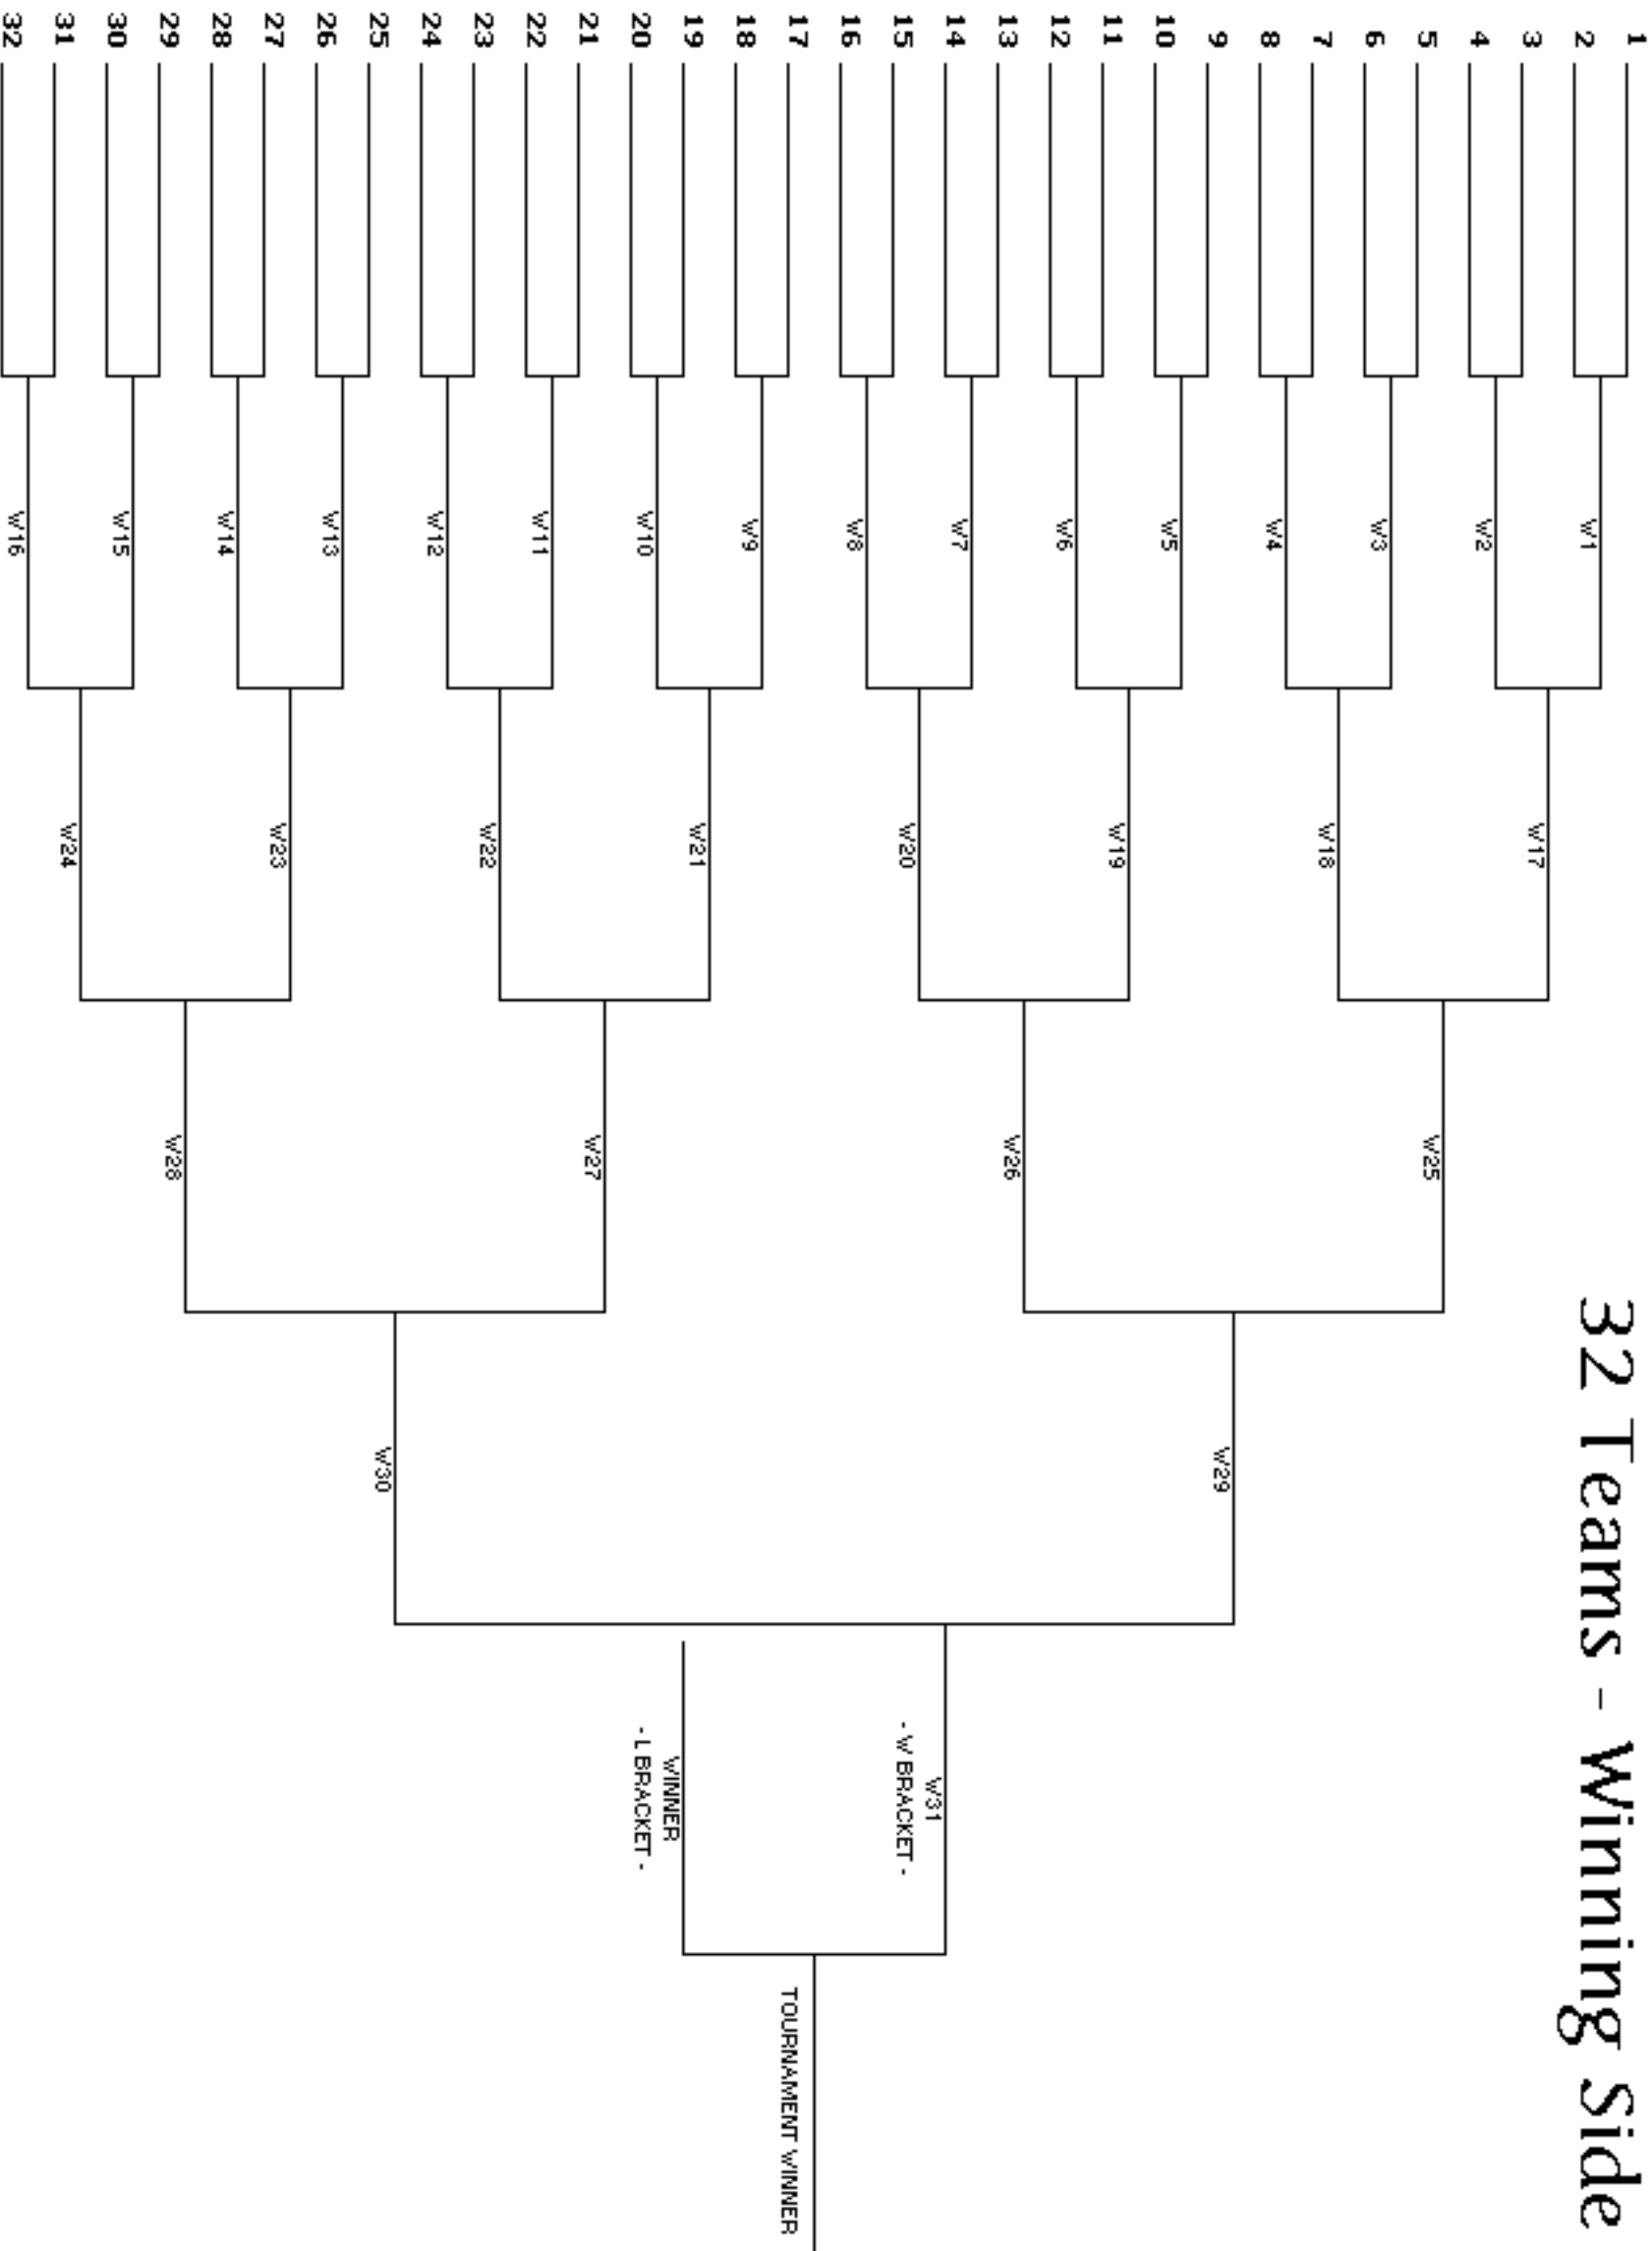 32 Teams - Winning Side
1
2
3
4
5
6
7
8
9
10
11
12
13
14
15
16
17
18
19
20
21
22
23
24
25
26
27
28
29
30
31
32
W1
W2
W3
W4
W5
W6
W7
W8
W9
W10
W11
W12
W13
W14
W15
W16
W17
W18
W19
W20
W21
W22
W23
W24
W25
W26
W27
W28
W29
W30
W31
- W BRACKET -
WINNER
- L BRACKET -
TOURNAMENT WINNER